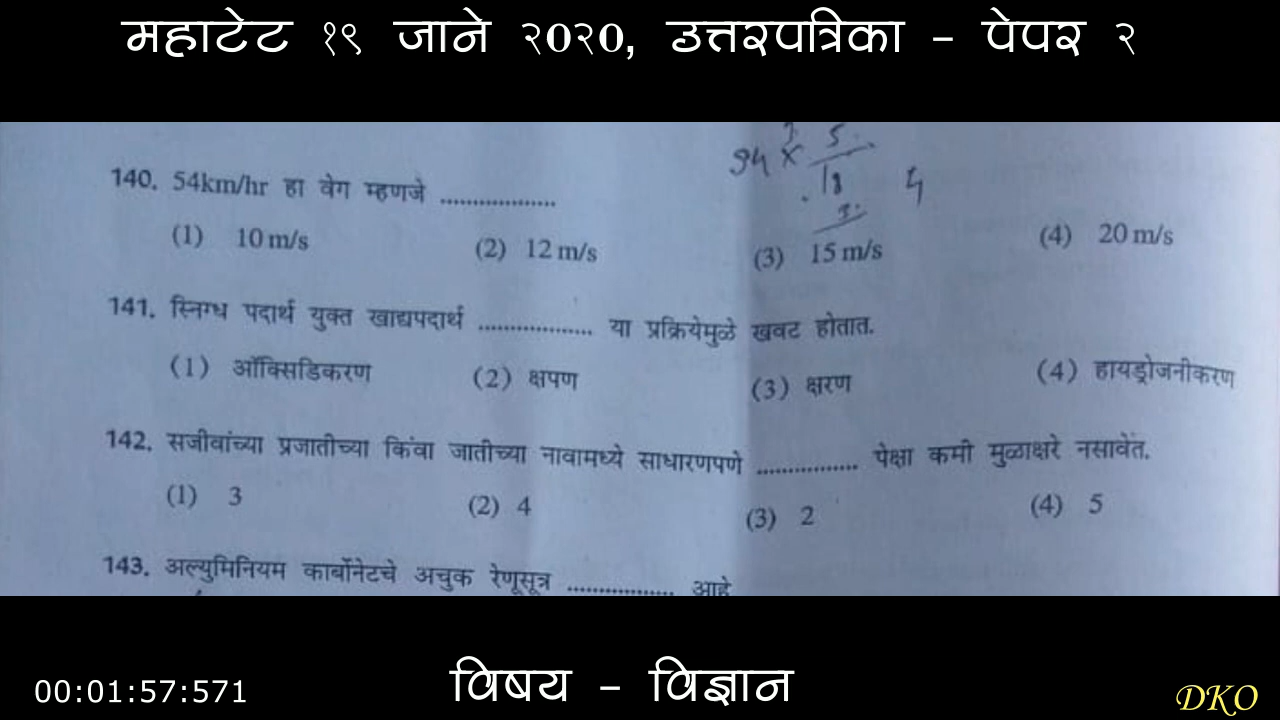 महाटेट १९ जाने २०२०, उत्तरपत्रिका - पेपर २
140. 54km/hr हा वेग म्हणजे ..................
(1) 10 m/s (2) 12 m/s (3) 15 m/s (4) 20 m/s
141. स्निग्ध पदार्थ युक्त खाद्यपदार्थ .................. या प्रक्रियेमुळे खवट होतात.
(1) ऑक्सिडिकरण (2) क्षपण (3) क्षरण (4) हायड्रोजनीकरण
142. सजीवांच्या प्रजातीच्या किंवा जातीच्या नावामध्ये साधारणपणे ................ पेक्षा कमी मुळाक्षरे नसावेत.
(1) 3 (2) 4 (3) 2 (4) 5
143. अल्युमिनियम कार्बोनेटचे अचुक रेणूसूत्र ................. आहे
00:01:57:571
विषय - विज्ञान
DKO